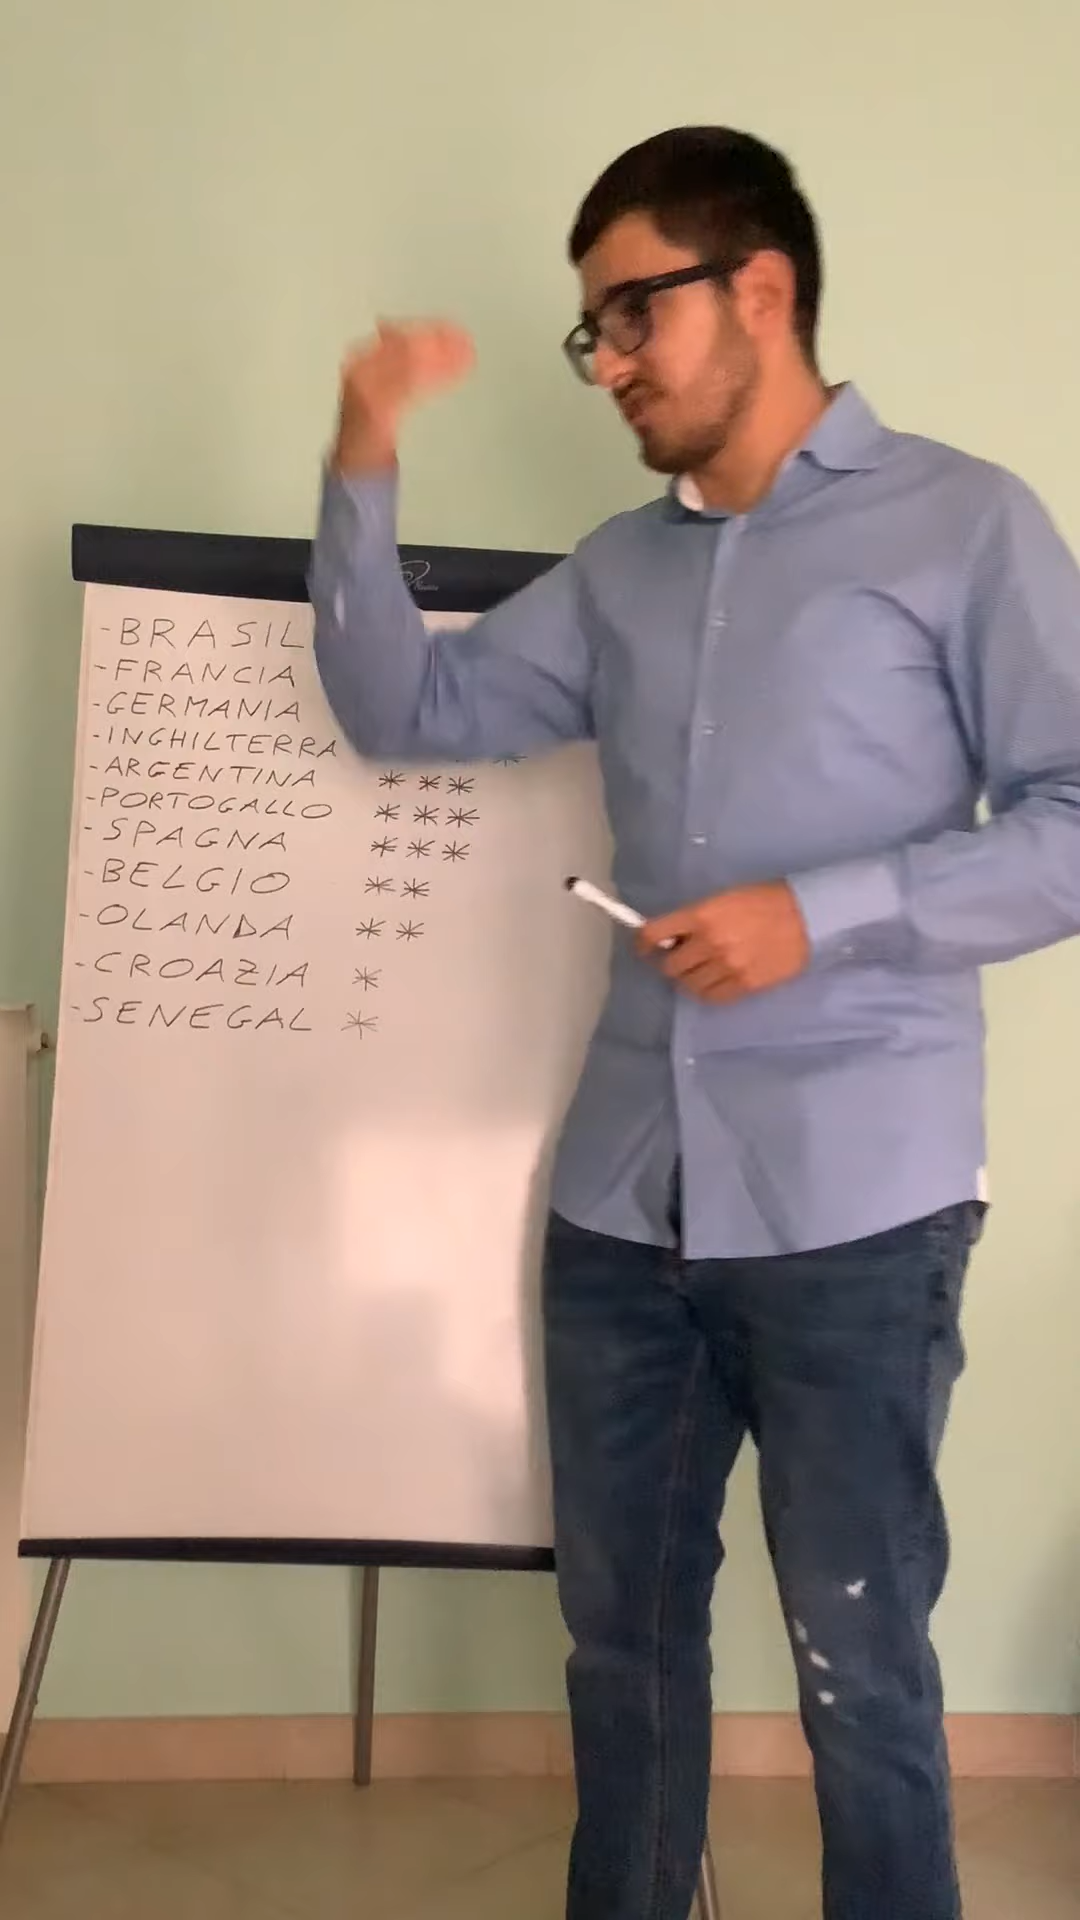 -BRASIL
-FRANCIA
-GERMANIA
-INGHILTERRA *
-ARGENTINA * * *
-PORTOGALLO * * *
-SPAGNA * * *
-BELGIO * *
-OLANDA * *
-CROAZIA *
-SENEGAL *